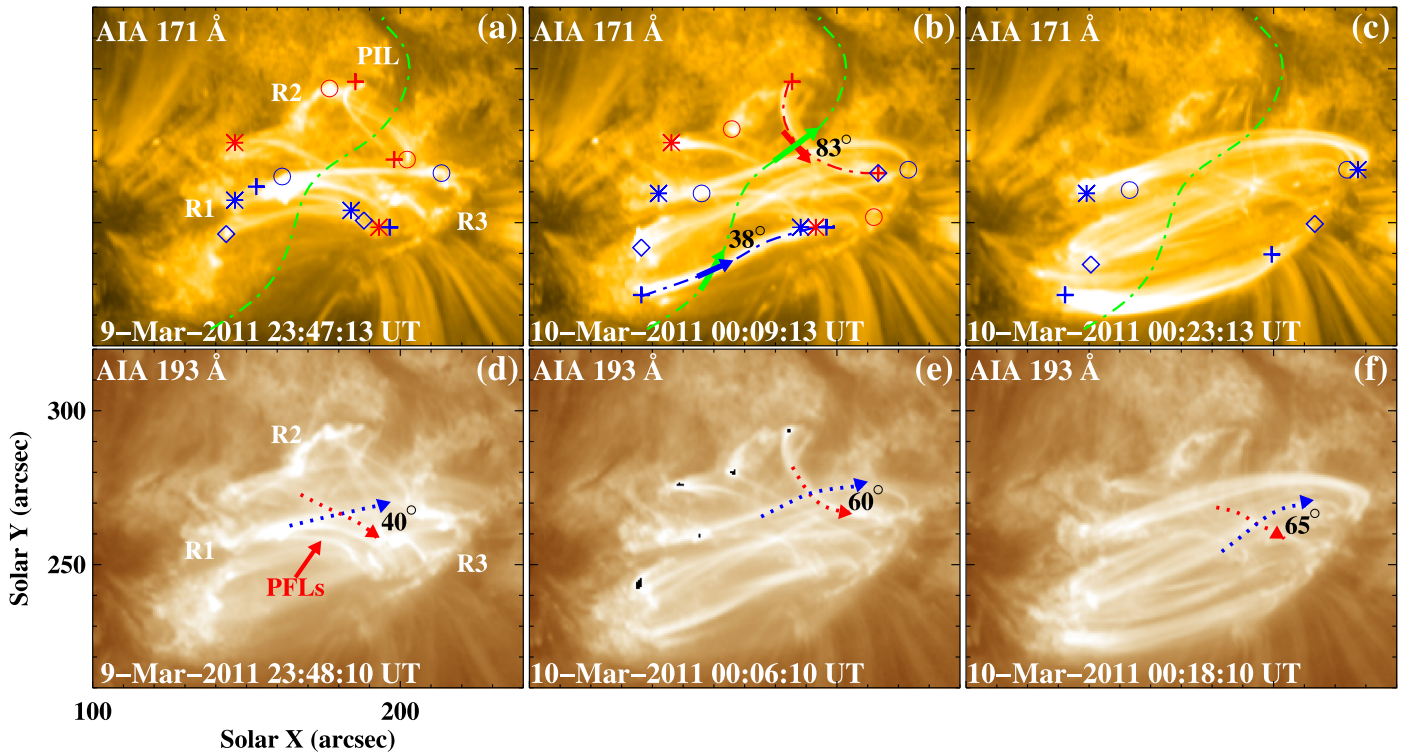 AIA 171 Å
(a)
PIL
R2
R1
R3
9−Mar−2011 23:47:13 UT
AIA 171 Å
(b)
83°
38°
10−Mar−2011 00:09:13 UT
AIA 171 Å
(c)
10−Mar−2011 00:23:13 UT
AIA 193 Å
(d)
R2
40°
R1
R3
PFLs
9−Mar−2011 23:48:10 UT
AIA 193 Å
(e)
60°
10−Mar−2011 00:06:10 UT
AIA 193 Å
(f)
65°
10−Mar−2011 00:18:10 UT
300
250
Solar Y (arcsec)
100
200
Solar X (arcsec)